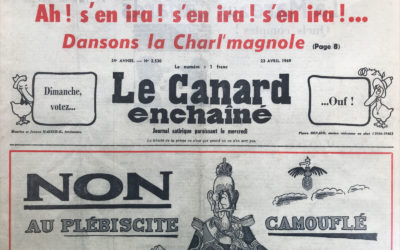 Ah! s'en ira! s'en ira! s'en ira!...
Dansons la Charl'magnole (Page 8)
Le numéro : 1 franc
54e ANNÉE. — No 2.530
23 AVRIL 1969
Dimanche,
votez...
Le Canard
enchaîné
...Ouf !
Journal satirique paraissant le mercredi
NON
AU PLÉBISCITE
CAMOUFLÉ